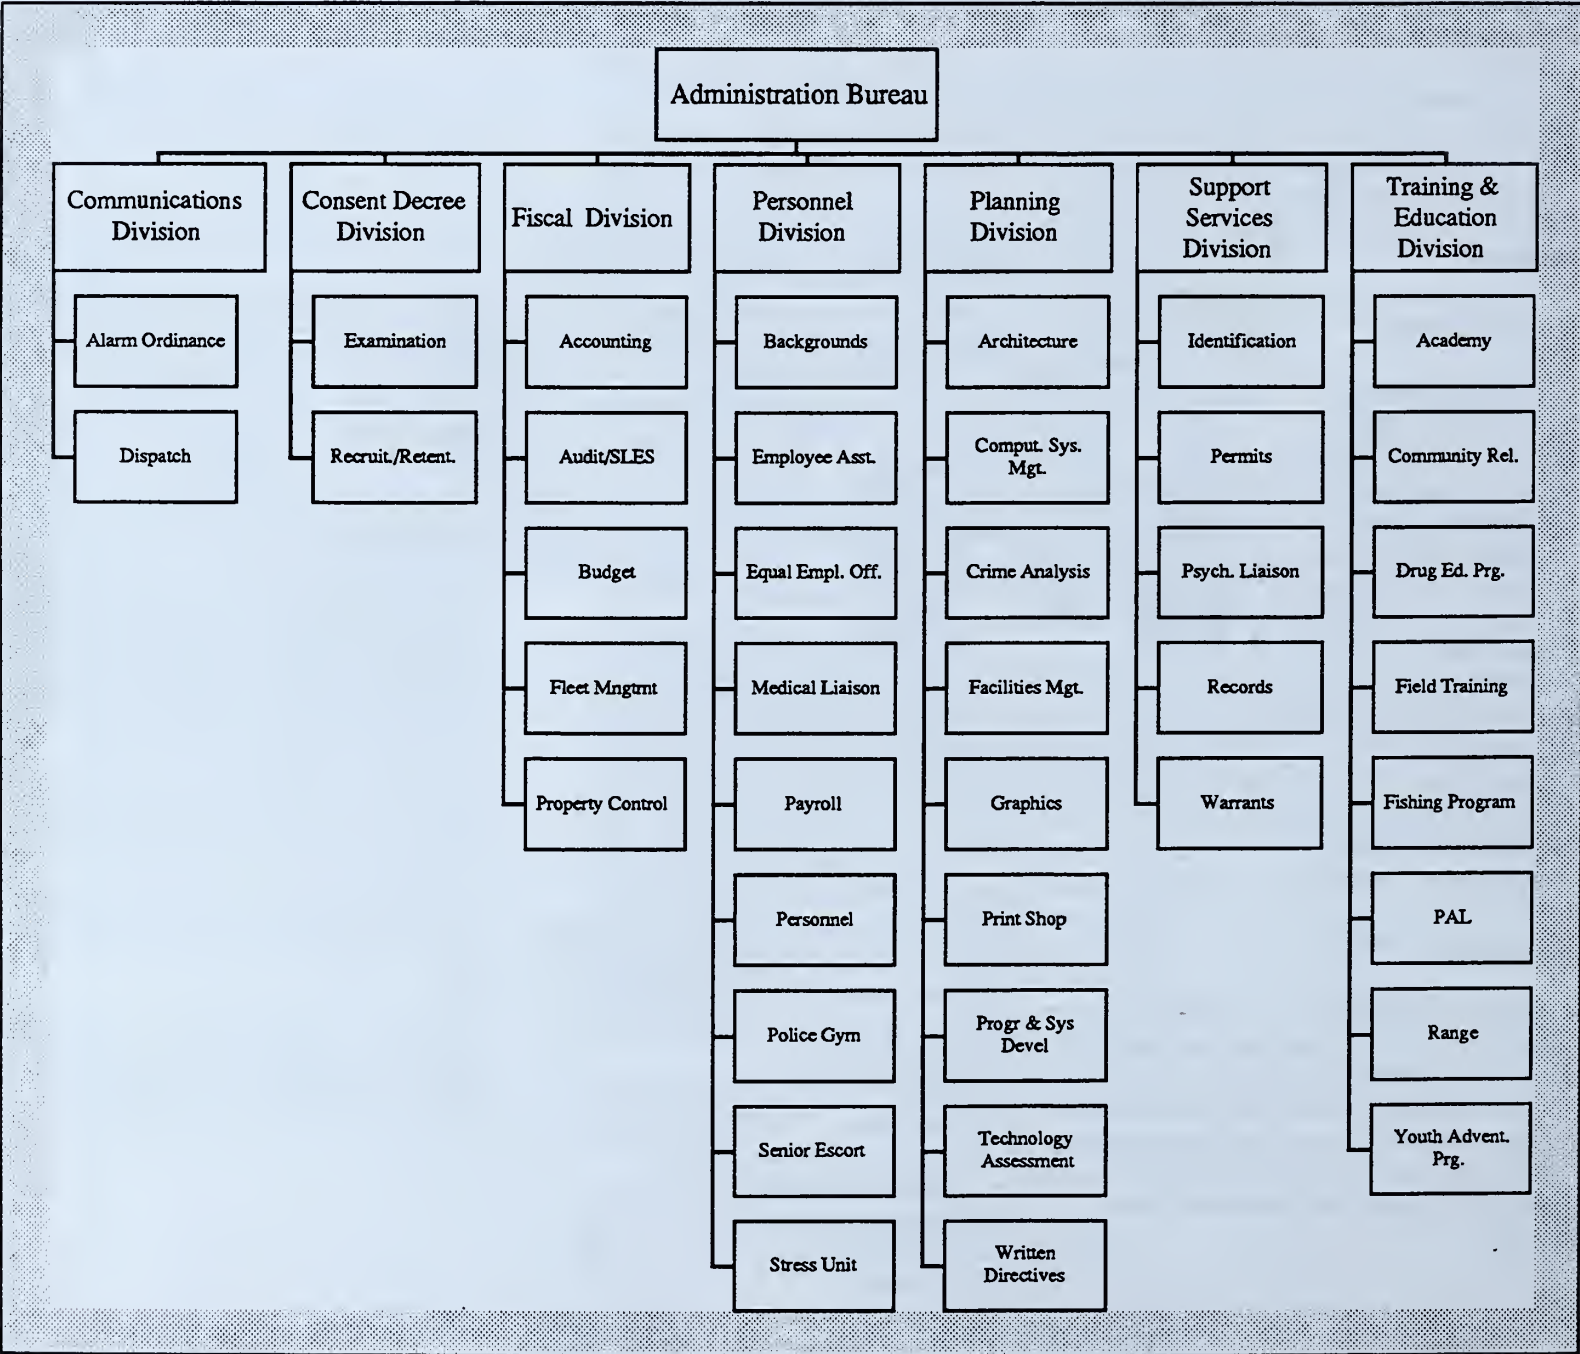 Administration Bureau
Communications
Division
Alarm Ordinance
Dispatch
Consent Decree
Division
Examination
Recruit./Retent.
Fiscal Division
Accounting
Audit/SLES
Budget
Fleet Mngtmt
Property Control
Personnel
Division
Backgrounds
Employee Asst.
Equal Empl. Off.
Medical Liaison
Payroll
Personnel
Police Gym
Senior Escort
Stress Unit
Planning
Division
Architecture
Comput. Sys.
Mgt.
Crime Analysis
Facilities Mgt.
Graphics
Print Shop
Progr & Sys
Devel
Technology
Assessment
Written
Directives
Support
Services
Division
Identification
Permits
Psych. Liaison
Records
Warrants
Training &
Education
Division
Academy
Community Rel.
Drug Ed. Prg.
Field Training
Fishing Program
PAL
Range
Youth Advent.
Prg.